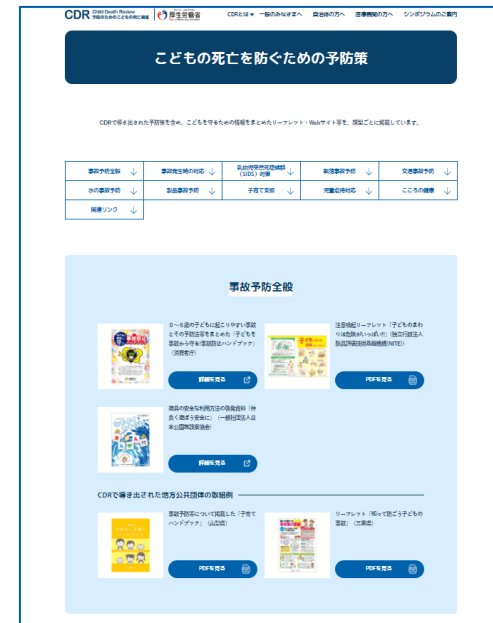 CDR Child Death Review
予防のためのこどもの死亡検証
厚生労働省
CDRとは ▼ 一般のみなさまへ 自治体の方へ 医療機関の方へ シンポジウムのご案内
こどもの死亡を防ぐための予防策
CDRで導き出された予防策を含め、こどもを守るための情報をまとめたリーフレット・Webサイト等を、類型ごとに掲載しています。
事故予防全般 ↓ 事故発生時の対応 ↓ 乳幼児突然死症候群(SIDS)対策 ↓ 転落事故予防 ↓ 交通事故予防 ↓
水の事故予防 ↓ 製品事故予防 ↓ 子育て支援 ↓ 児童虐待対応 ↓ こころの健康 ↓
関連リンク ↓
事故予防全般
0~6歳の子どもに起こりやすい事故
とその予防法等をまとめた「子どもを
事故から守る!事故防止ハンドブック」
(消費者庁)
詳細を見る
注意喚起リーフレット「子どものまわ
りは危険がいっぱい!!」(独立行政法人
製品評価技術基盤機構(NITE))
PDFを見る
遊具の安全な利用方法の啓発資料「仲
良く遊ぼう安全に」(一般社団法人日
本公園施設業協会)
詳細を見る
CDRで導き出された地方公共団体の取組例
事故予防等について掲載した「子育て
ハンドブック」(山梨県)
PDFを見る
リーフレット「知って防ごう子どもの
事故」(三重県)
PDFを見る